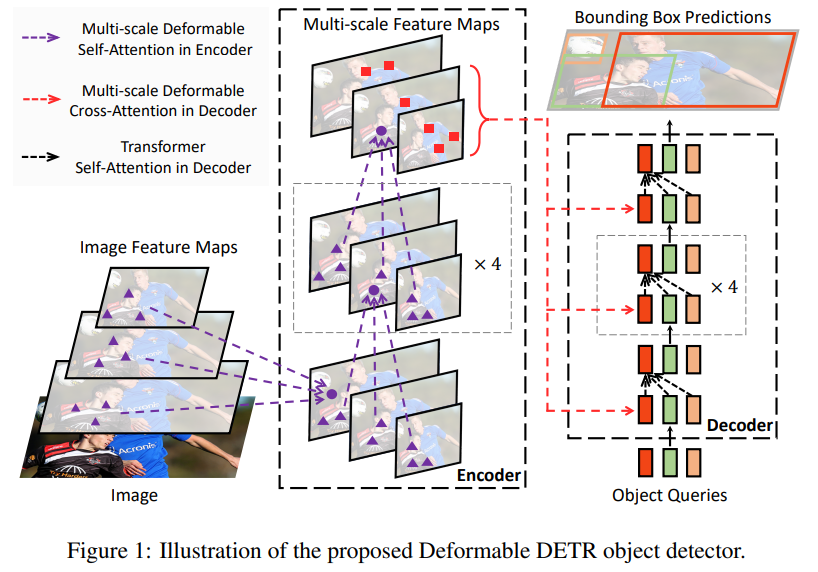 Multi-scale Deformable
Self-Attention in Encoder
Multi-scale Deformable
Cross-Attention in Decoder
Transformer
Self-Attention in Decoder
Multi-scale Feature Maps
Bounding Box Predictions
Acronis
Image Feature Maps
× 4
× 4
Acronis
Encoder
Decoder
Image
Object Queries
Figure 1: Illustration of the proposed Deformable DETR object detector.